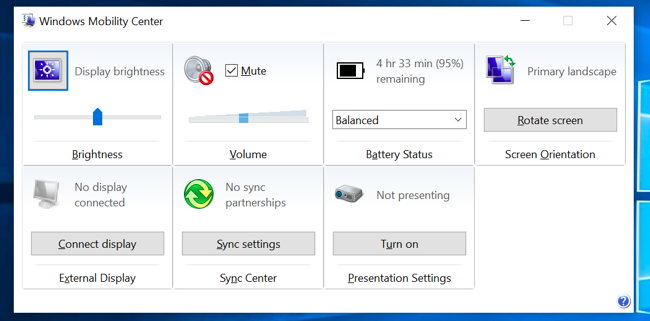 Windows Mobility Center
Display brightness
Brightness
Mute
Volume
4 hr 33 min (95%)
remaining
Balanced
Battery Status
Primary landscape
Rotate screen
Screen Orientation
No display
connected
Connect display
External Display
No sync
partnerships
Sync settings
Sync Center
Not presenting
Turn on
Presentation Settings
?